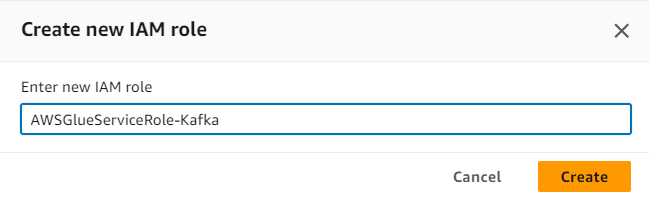 Create new IAM role
Enter new IAM role
AWSGlueServiceRole-Kafka
Cancel Create